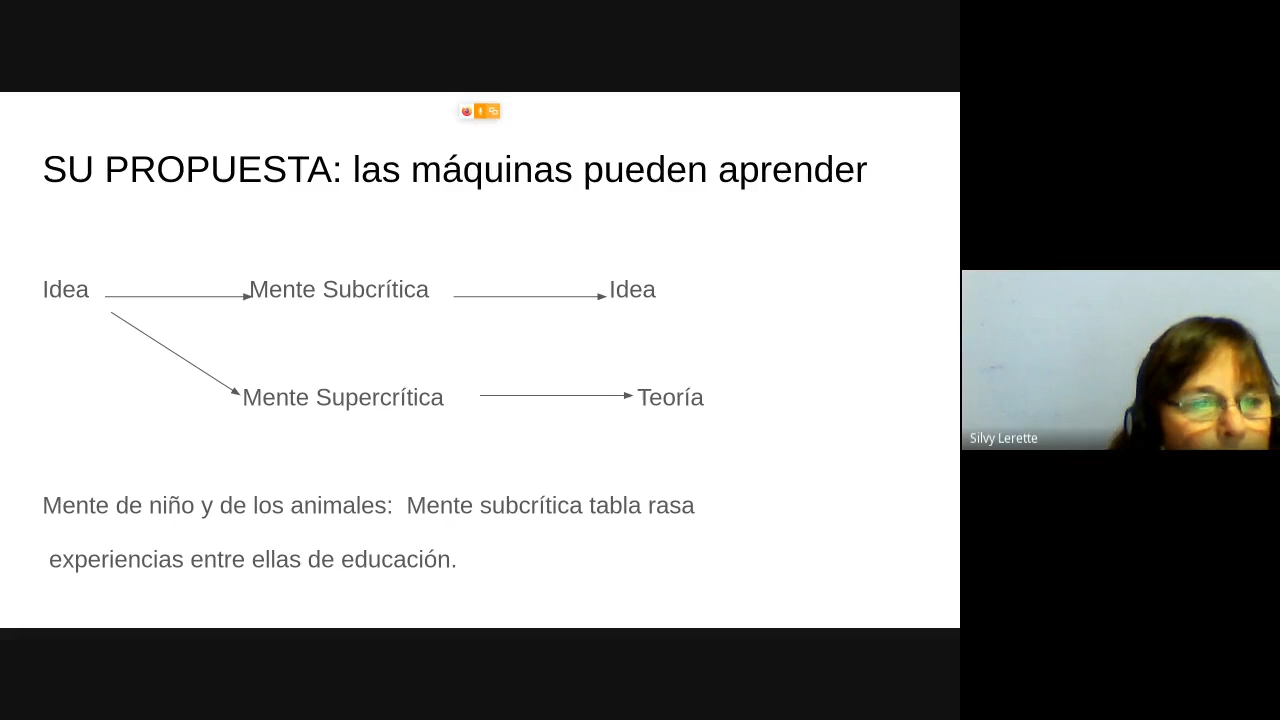 SU PROPUESTA: las máquinas pueden aprender
Idea Mente Subcrítica Idea
Mente Supercrítica Teoría
Mente de niño y de los animales: Mente subcrítica tabla rasa
experiencias entre ellas de educación.
Silvy Lerette